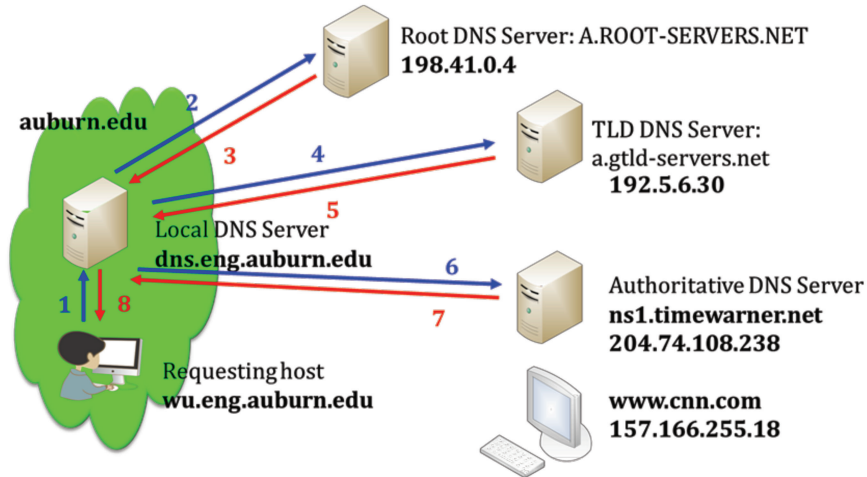 Root DNS Server: A.ROOT-SERVERS.NET
198.41.0.4
auburn.edu
2
3
4
5
TLD DNS Server:
a.gtld-servers.net
192.5.6.30
Local DNS Server
dns.eng.auburn.edu
6
7
1
8
Authoritative DNS Server
ns1.timewarner.net
204.74.108.238
Requesting host
wu.eng.auburn.edu
www.cnn.com
157.166.255.18